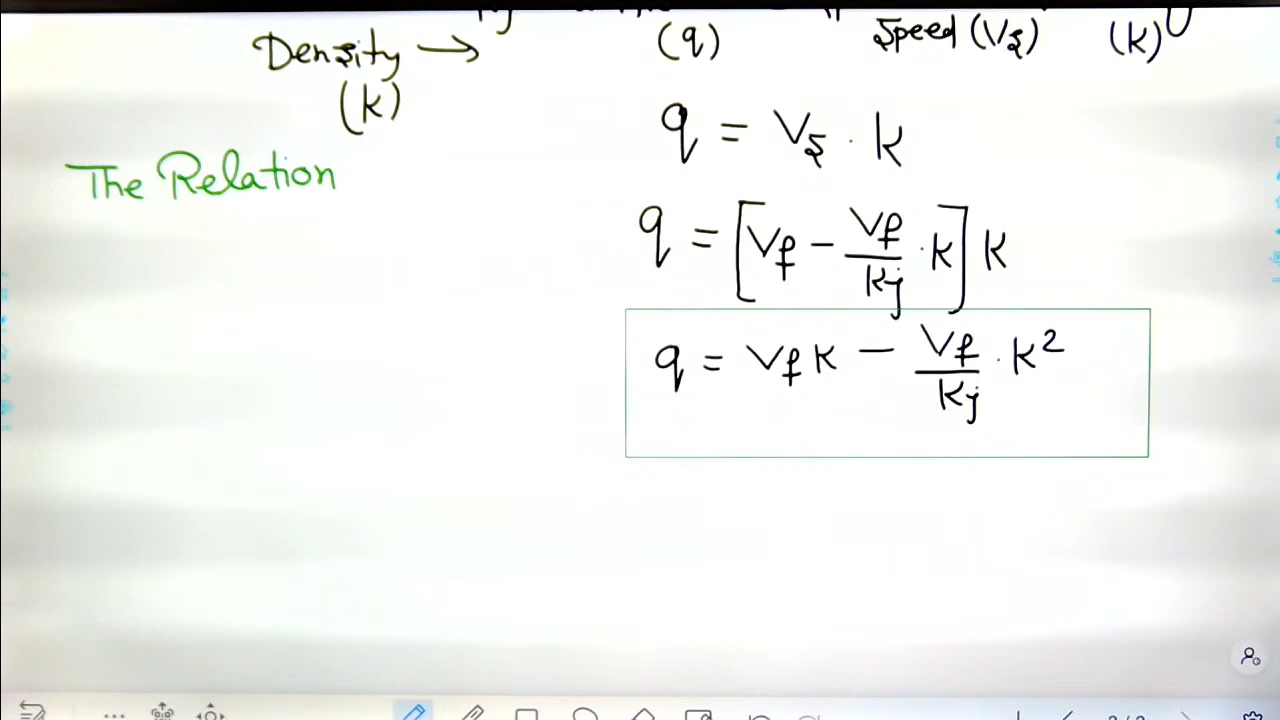 Density → (q) Speed (Vs) (k)
(k)
The Relation
q = Vs · k
q = [Vf - Vf/kj · k] k
q = Vf k - Vf/kj · k²